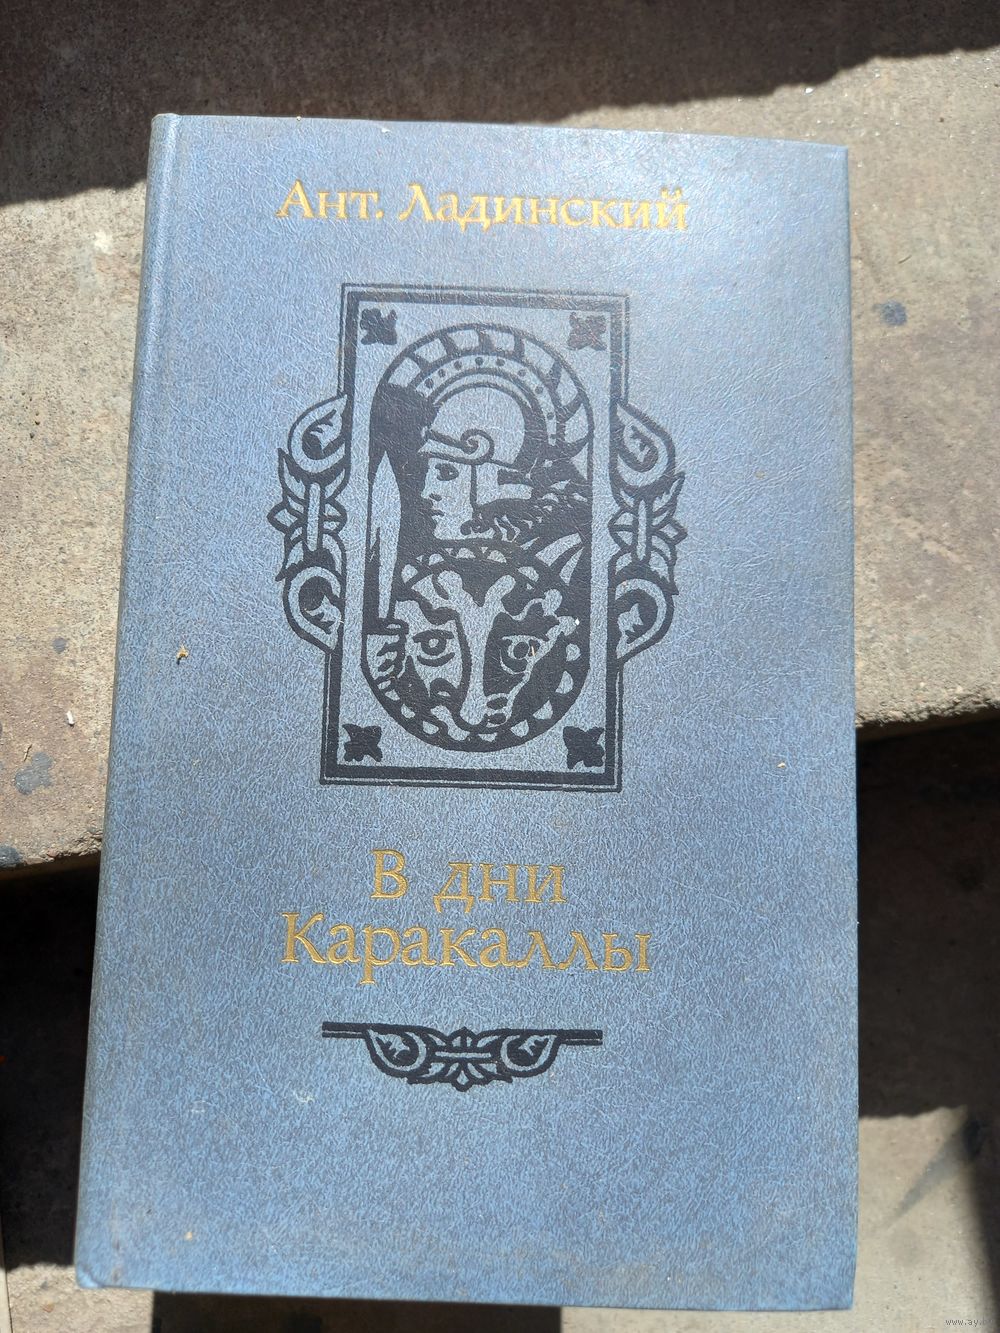 Ант. Ладинский
В дни
Каракаллы